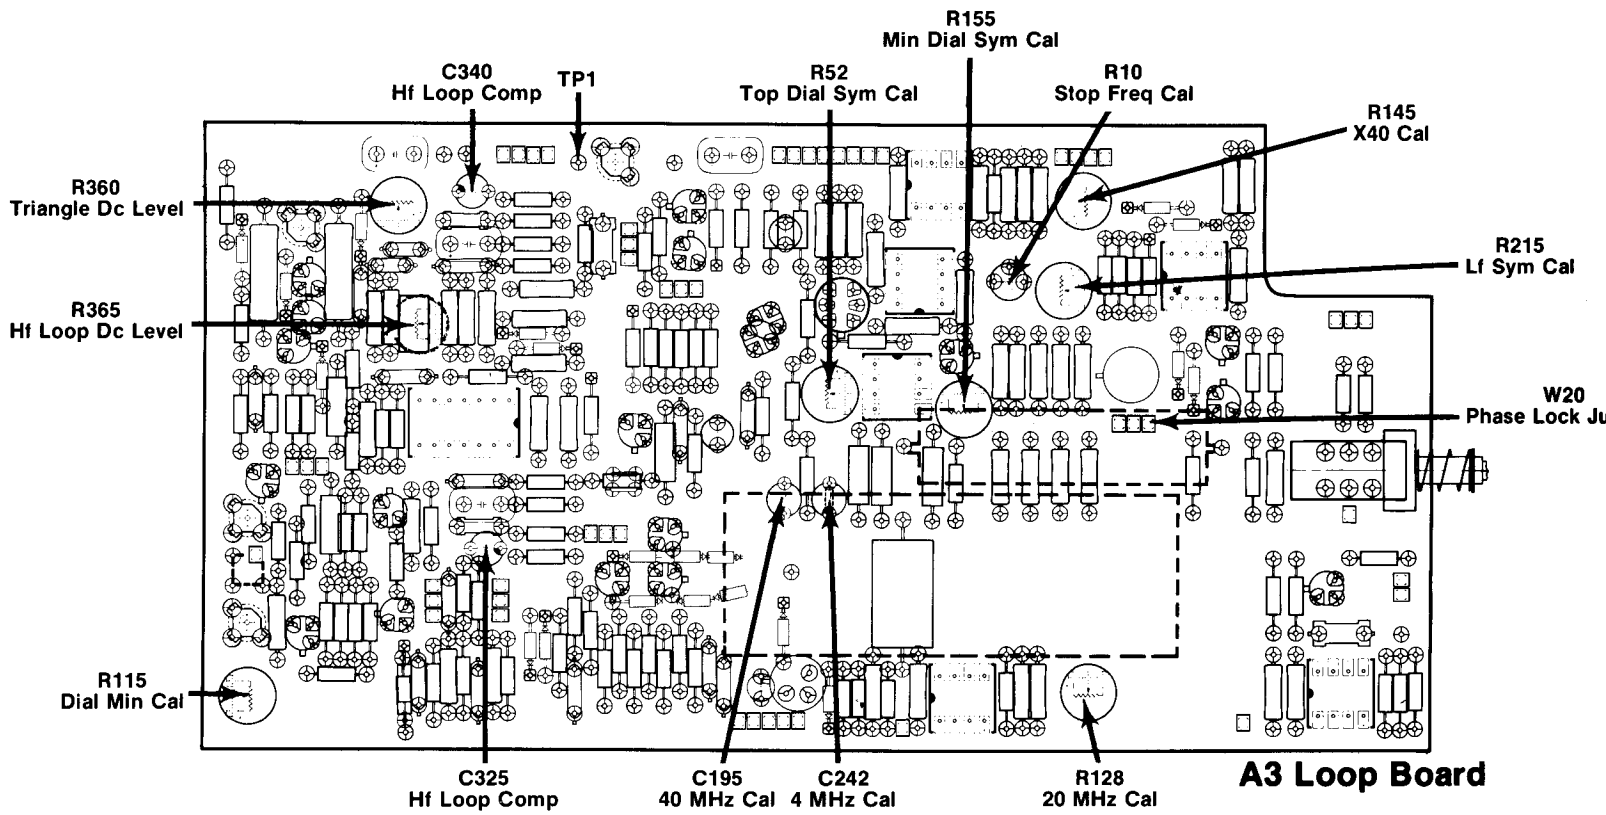 R155
Min Dial Sym Cal
C340
Hf Loop Comp
TP1
R52
Top Dial Sym Cal
R10
Stop Freq Cal
R145
X40 Cal
R360
Triangle Dc Level
R215
Lf Sym Cal
R365
Hf Loop Dc Level
W20
Phase Lock Ju
R115
Dial Min Cal
C325
Hf Loop Comp
C195
40 MHz Cal
C242
4 MHz Cal
R128
20 MHz Cal
A3 Loop Board